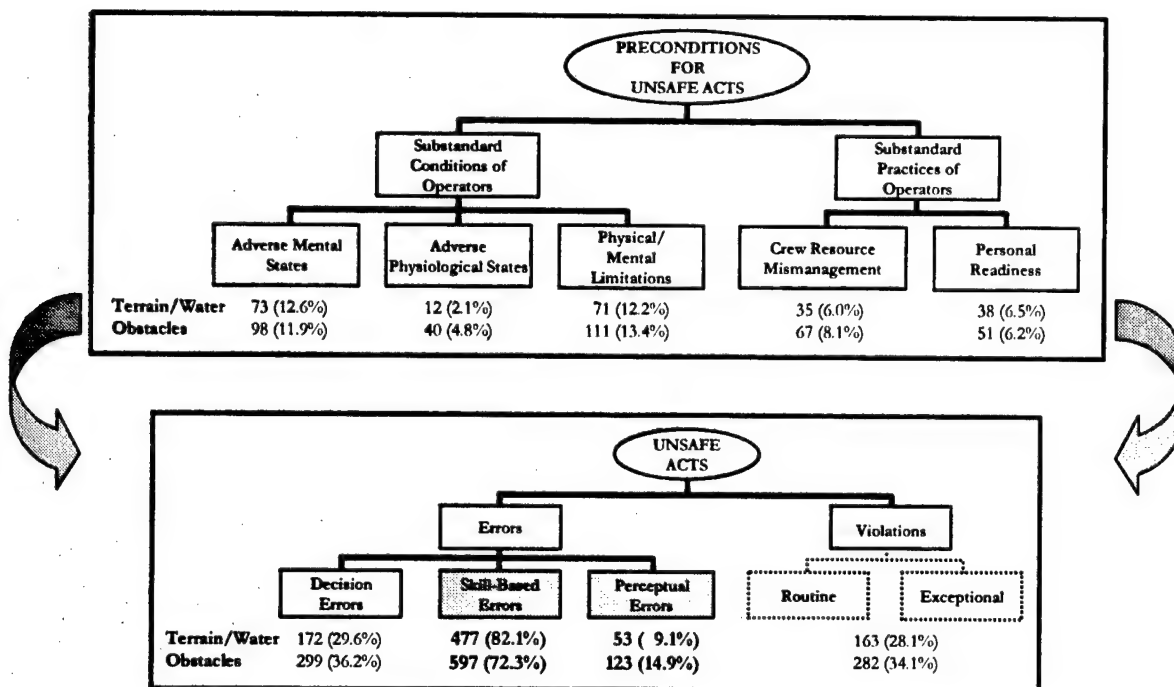 PRECONDITIONS
FOR
UNSAFE ACTS
Substandard
Conditions of
Operators
Substandard
Practices of
Operators
Adverse Mental
States
Adverse
Physiological States
Physical/
Mental
Limitations
Crew Resource
Mismanagement
Personal
Readiness
Terrain/Water 73 (12.6%) 12 (2.1%) 71 (12.2%) 35 (6.0%) 38 (6.5%)
Obstacles 98 (11.9%) 40 (4.8%) 111 (13.4%) 67 (8.1%) 51 (6.2%)
UNSAFE
ACTS
Errors
Violations
Decision
Errors
Skill-Based
Errors
Perceptual
Errors
Routine
Exceptional
Terrain/Water 172 (29.6%) 477 (82.1%) 53 ( 9.1%) 163 (28.1%)
Obstacles 299 (36.2%) 597 (72.3%) 123 (14.9%) 282 (34.1%)